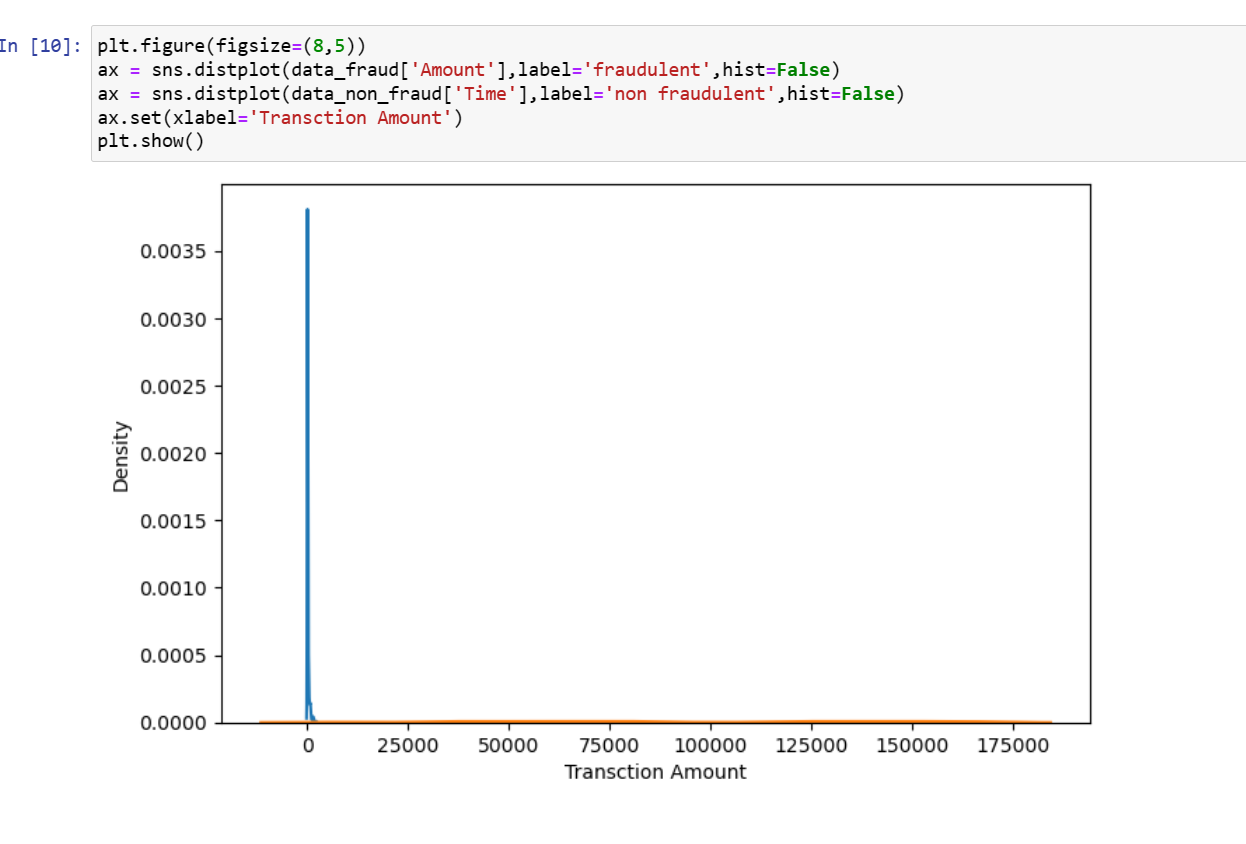 In [10]:
plt.figure(figsize=(8,5))
ax = sns.distplot(data_fraud['Amount'],label='fraudulent',hist=False)
ax = sns.distplot(data_non_fraud['Time'],label='non fraudulent',hist=False)
ax.set(xlabel='Transction Amount')
plt.show()
0.0035
0.0030
0.0025
0.0020
0.0015
0.0010
0.0005
0.0000
Density
0 25000 50000 75000 100000 125000 150000 175000
Transction Amount